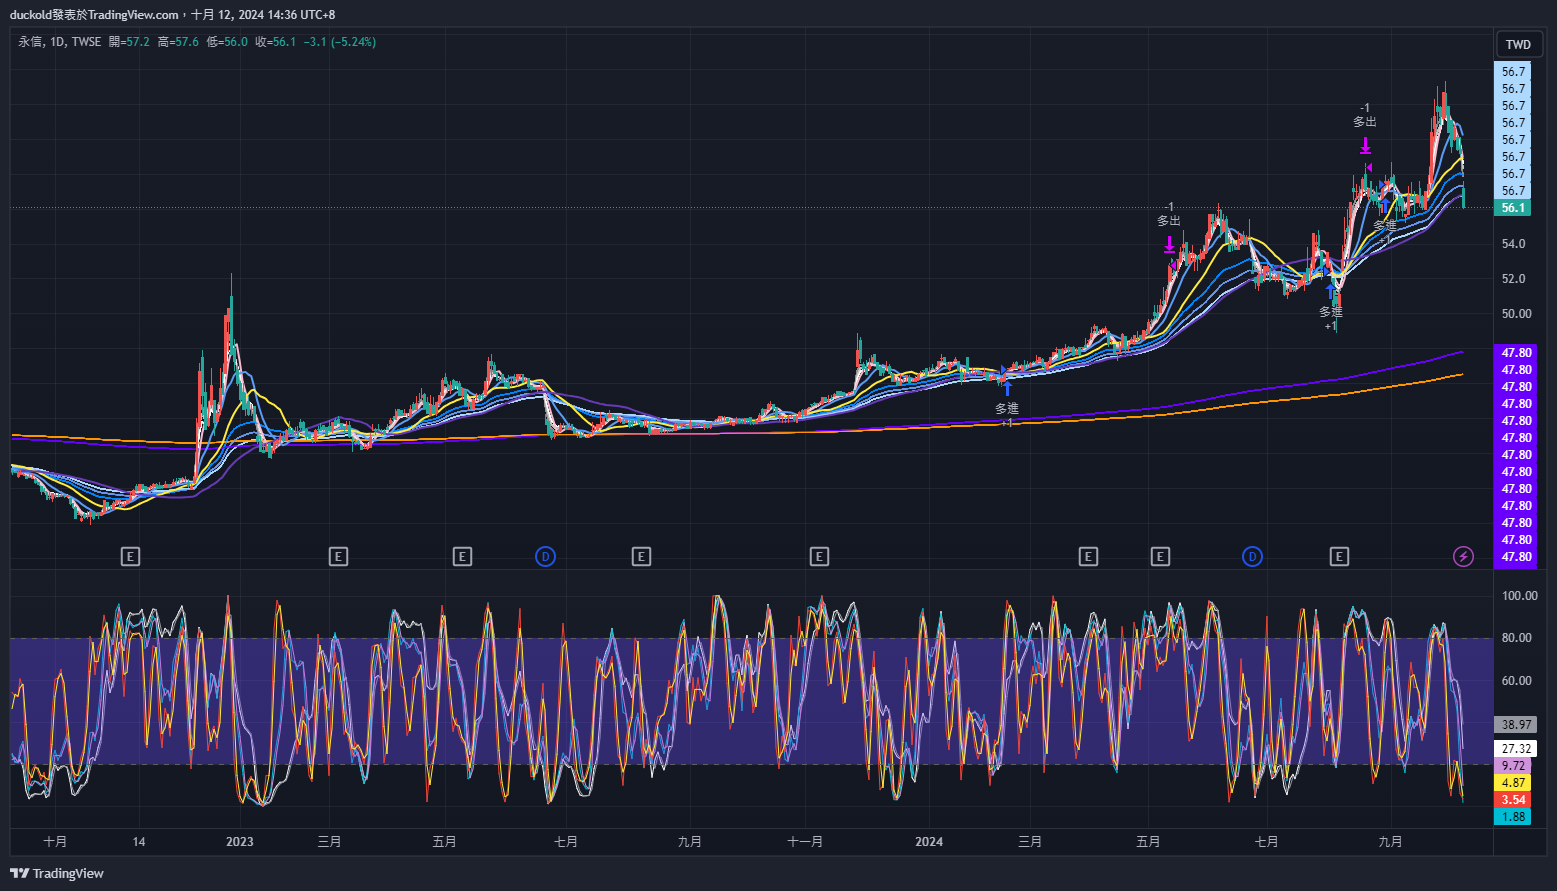 duckold發表於TradingView.com，十月 12, 2024 14:36 UTC+8
永信, 1D, TWSE 開=57.2 高=57.6 低=56.0 收=56.1 −3.1 (−5.24%)
TWD
56.7
56.7
56.7
56.7
56.7
56.7
56.7
56.7
56.1
54.0
52.0
50.00
47.80
47.80
47.80
47.80
47.80
47.80
47.80
47.80
47.80
47.80
47.80
47.80
47.80
-1
多出
-1
多出
多進
+1
多進
+1
多進
+1
E
E
E
D
E
E
E
E
D
E
100.00
80.00
60.00
38.97
27.32
9.72
4.87
3.54
1.88
十月
14
2023
三月
五月
七月
九月
十一月
2024
三月
五月
七月
九月
TradingView